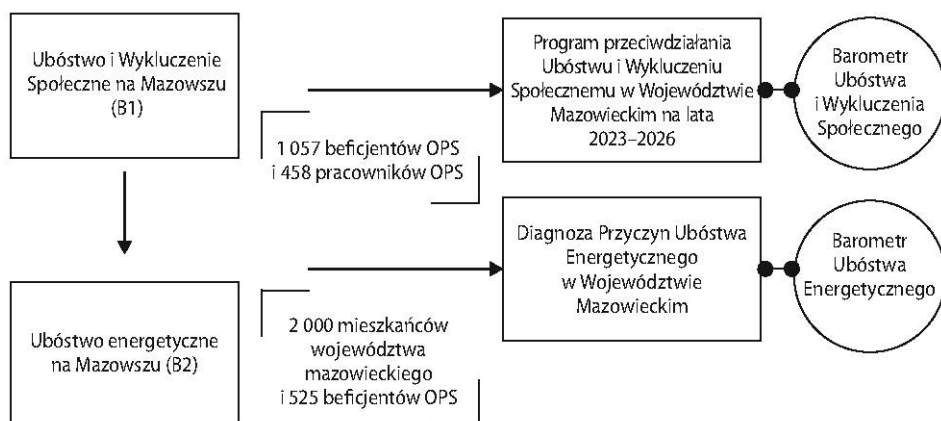 Ubóstwo i Wykluczenie
Społeczne na Mazowszu
(B1)
1 057 beficjentów OPS
i 458 pracowników OPS
Program przeciwdziałania
Ubóstwu i Wykluczeniu
Społecznemu w Województwie
Mazowieckim na lata
2023–2026
Barometr
Ubóstwa
i Wykluczenia
Społecznego
Ubóstwo energetyczne
na Mazowszu (B2)
2 000 mieszkańców
województwa
mazowieckiego
i 525 beficjentów OPS
Diagnoza Przyczyn Ubóstwa
Energetycznego
w Województwie
Mazowieckim
Barometr
Ubóstwa
Energetycznego